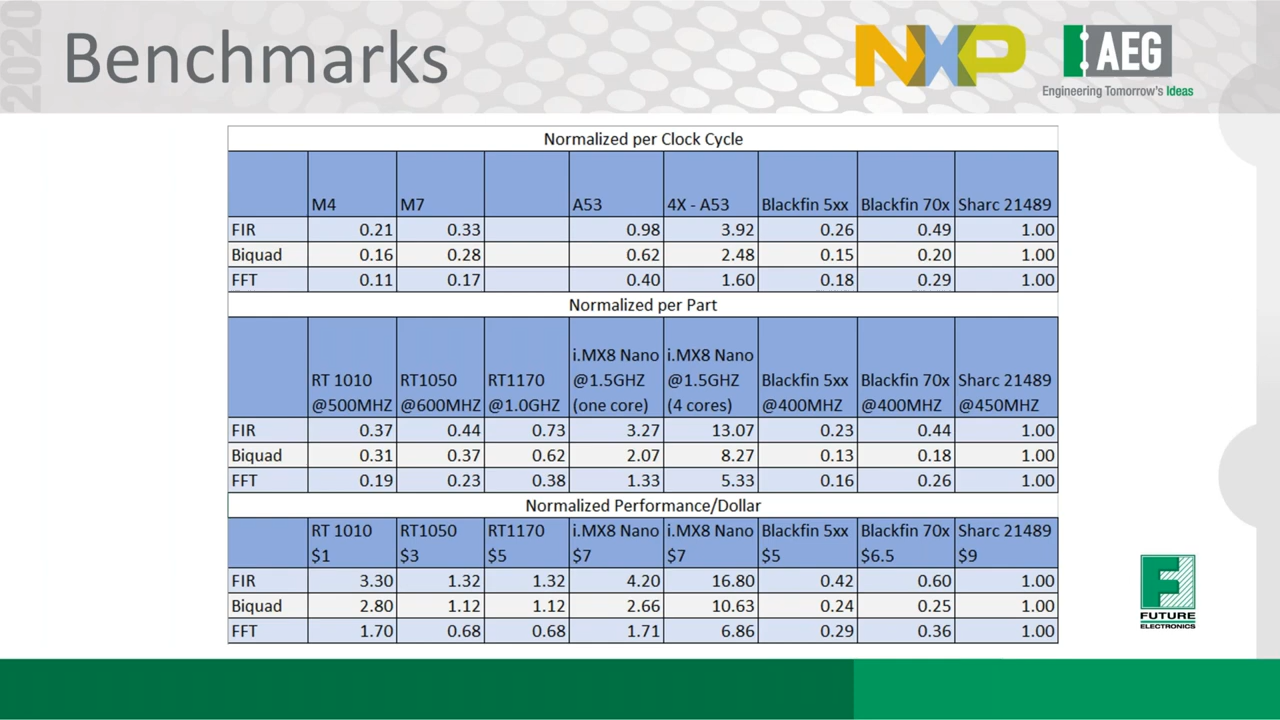 2020
Benchmarks
NXP
AEG
Engineering Tomorrow's Ideas
Normalized per Clock Cycle
M4 M7 A53 4X - A53 Blackfin 5xx Blackfin 70x Sharc 21489
FIR 0.21 0.33 0.98 3.92 0.26 0.49 1.00
Biquad 0.16 0.28 0.62 2.48 0.15 0.20 1.00
FFT 0.11 0.17 0.40 1.60 0.18 0.29 1.00
Normalized per Part
i.MX8 Nano i.MX8 Nano
RT 1010 RT1050 RT1170 @1.5GHZ @1.5GHZ Blackfin 5xx Blackfin 70x Sharc 21489
@500MHZ @600MHZ @1.0GHZ (one core) (4 cores) @400MHZ @400MHZ @450MHZ
FIR 0.37 0.44 0.73 3.27 13.07 0.23 0.44 1.00
Biquad 0.31 0.37 0.62 2.07 8.27 0.13 0.18 1.00
FFT 0.19 0.23 0.38 1.33 5.33 0.16 0.26 1.00
Normalized Performance/Dollar
RT 1010 RT1050 RT1170 i.MX8 Nano i.MX8 Nano Blackfin 5xx Blackfin 70x Sharc 21489
$1 $3 $5 $7 $7 $5 $6.5 $9
FIR 3.30 1.32 1.32 4.20 16.80 0.42 0.60 1.00
Biquad 2.80 1.12 1.12 2.66 10.63 0.24 0.25 1.00
FFT 1.70 0.68 0.68 1.71 6.86 0.29 0.36 1.00
FUTURE
ELECTRONICS